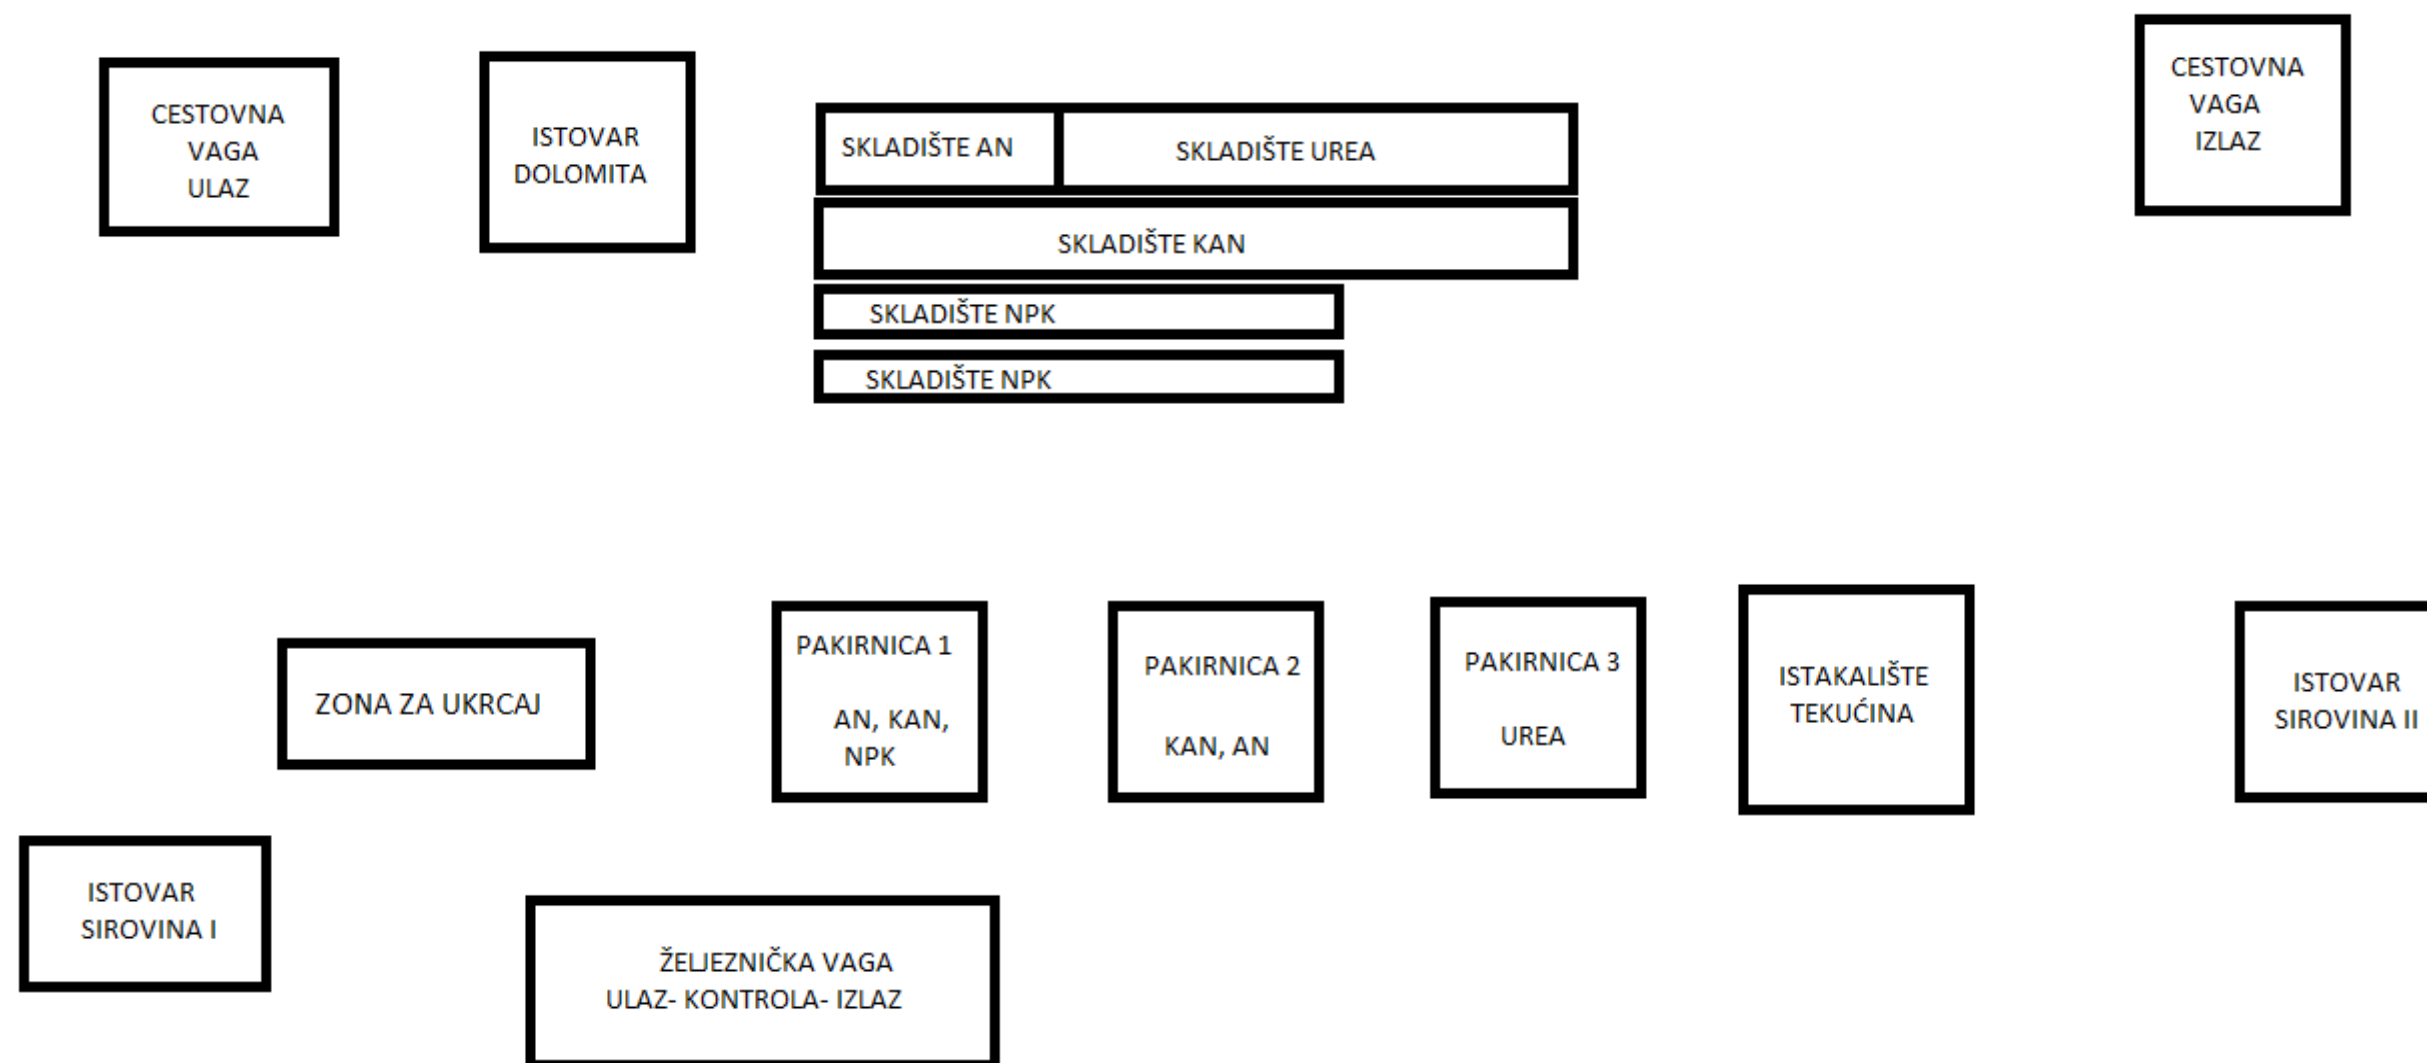 CESTOVNA
VAGA
ULAZ
ISTOVAR
DOLOMITA
SKLADIŠTE AN
SKLADIŠTE UREA
CESTOVNA
VAGA
IZLAZ
SKLADIŠTE KAN
SKLADIŠTE NPK
SKLADIŠTE NPK
ZONA ZA UKRCAJ
PAKIRNICA 1
AN, KAN,
NPK
PAKIRNICA 2
KAN, AN
PAKIRNICA 3
UREA
ISTAKALIŠTE
TEKUĆINA
ISTOVAR
SIROVINA II
ISTOVAR
SIROVINA I
ŽELJEZNIČKA VAGA
ULAZ- KONTROLA- IZLAZ